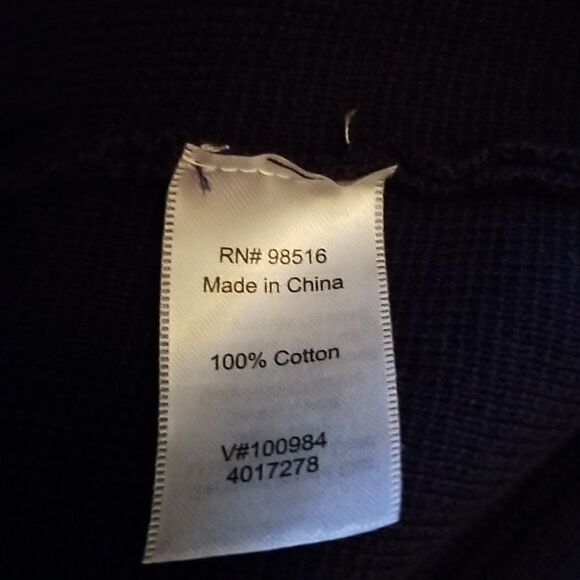 RN# 98516
Made in China
100% Cotton
V#100984
4017278